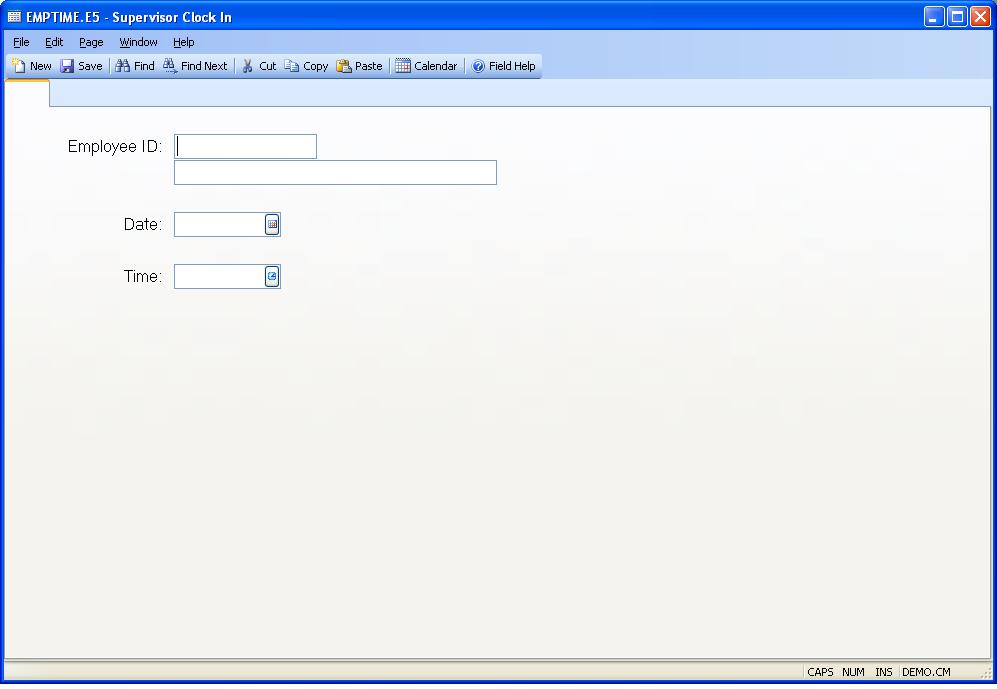 EMPTIME.E5 - Supervisor Clock In
File Edit Page Window Help
New Save Find Find Next Cut Copy Paste Calendar Field Help
Employee ID:
Date:
Time:
CAPS NUM INS DEMO.CM